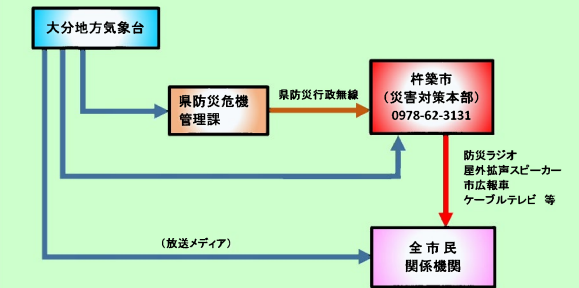 大分地方気象台
県防災危機
管理課
県防災行政無線
杵築市
（災害対策本部）
0978-62-3131
防災ラジオ
屋外拡声スピーカー
市広報車
ケーブルテレビ 等
（放送メディア）
全市民
関係機関